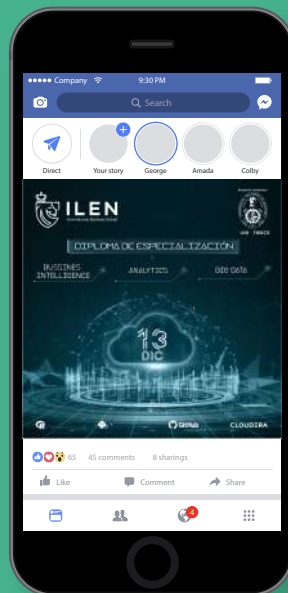 Company 9:30 PM
Search
Direct Your story George Amada Colby
ILEN
DIPLOMA DE ESPECIALIZACIÓN
BUSSINES
INTELLIGENCE
ANALYTICS
BIG DATA
13
DIC
GitHub
CLOUDERA
65 45 comments 8 sharings
Like Comment Share
4